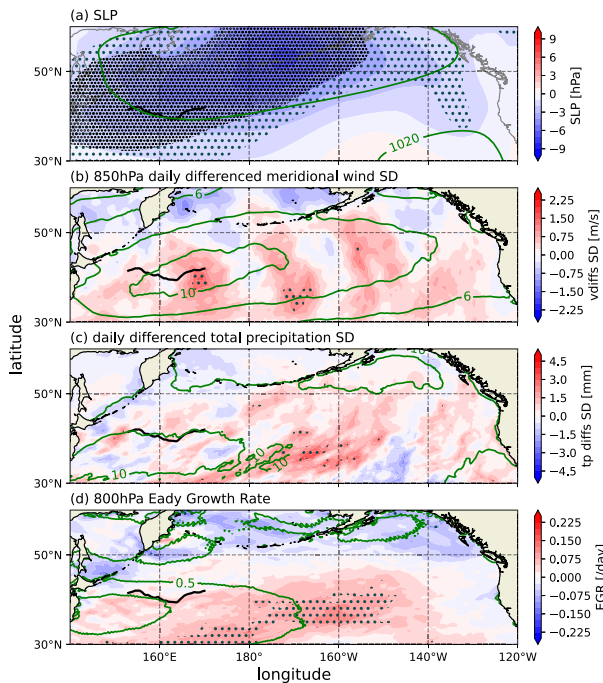 (a) SLP
50°N
30°N
1020
9
6
3
0
−3
−6
−9
SLP [hPa]
(b) 850hPa daily differenced meridional wind SD
50°N
30°N
6
10
6
2.25
1.50
0.75
0.00
−0.75
−1.50
−2.25
vdiffs SD [m/s]
(c) daily differenced total precipitation SD
50°N
30°N
10
10
10
10
4.5
3.0
1.5
0.0
−1.5
−3.0
−4.5
tp diffs SD [mm]
(d) 800hPa Eady Growth Rate
50°N
30°N
0.5
0.225
0.150
0.075
0.000
−0.075
−0.150
−0.225
EGR [/day]
160°E
180°
160°W
140°W
120°W
latitude
longitude